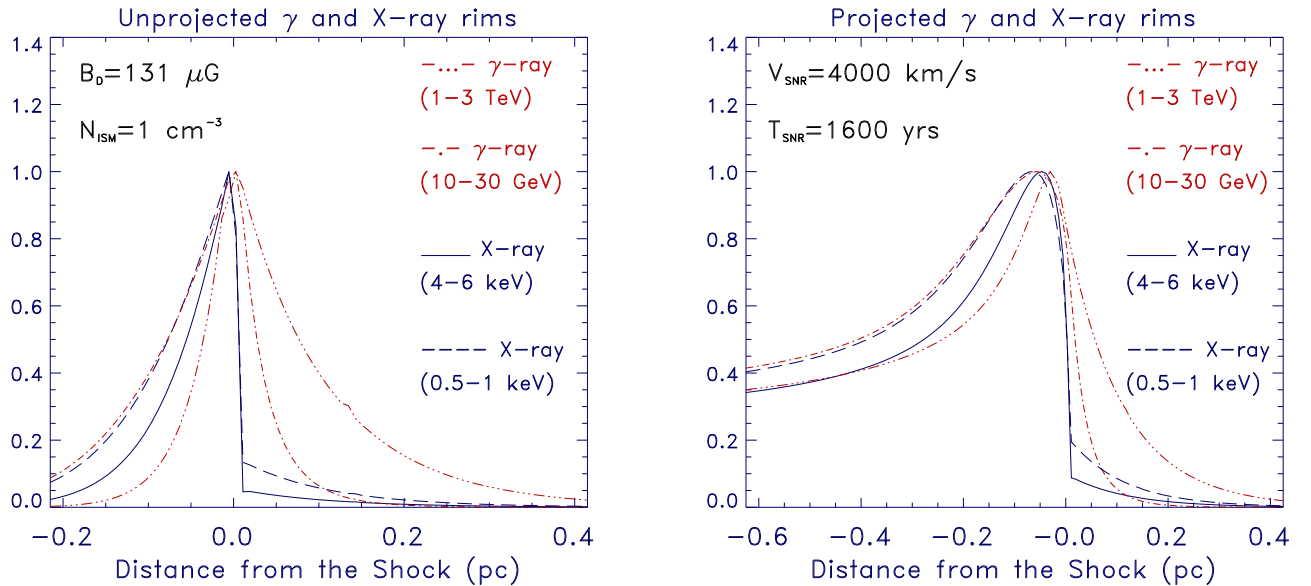 Unprojected γ and X-ray rims
1.4
1.2
1.0
0.8
0.6
0.4
0.2
0.0
B_D=131 μG
N_ISM=1 cm⁻³
−...− γ−ray
(1−3 TeV)
−.− γ−ray
(10−30 GeV)
X−ray
(4−6 keV)
X−ray
(0.5−1 keV)
−0.2
0.0
0.2
0.4
Distance from the Shock (pc)
Projected γ and X-ray rims
1.4
1.2
1.0
0.8
0.6
0.4
0.2
0.0
V_SNR=4000 km/s
T_SNR=1600 yrs
−...− γ−ray
(1−3 TeV)
−.− γ−ray
(10−30 GeV)
X−ray
(4−6 keV)
X−ray
(0.5−1 keV)
−0.6
−0.4
−0.2
−0.0
0.2
0.4
Distance from the Shock (pc)